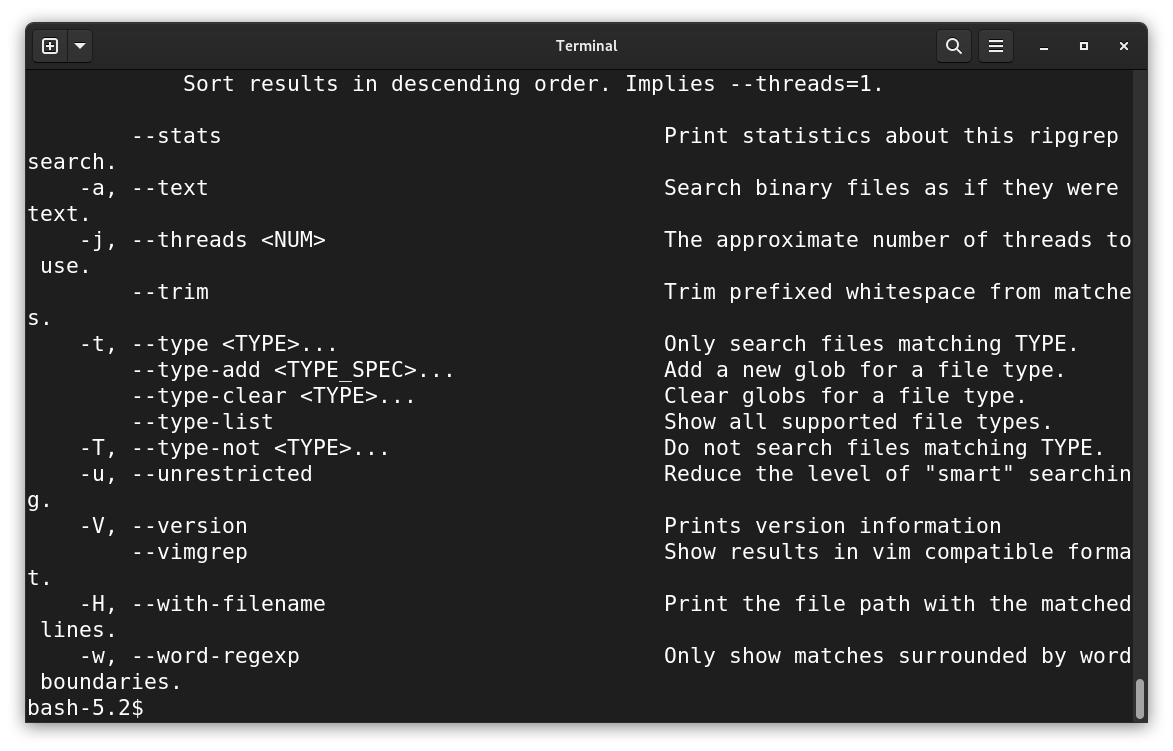 Terminal
            Sort results in descending order. Implies --threads=1.

        --stats                                  Print statistics about this ripgrep
search.
    -a, --text                                   Search binary files as if they were
text.
    -j, --threads <NUM>                          The approximate number of threads to
 use.
        --trim                                   Trim prefixed whitespace from matche
s.
    -t, --type <TYPE>...                         Only search files matching TYPE.
        --type-add <TYPE_SPEC>...                Add a new glob for a file type.
        --type-clear <TYPE>...                   Clear globs for a file type.
        --type-list                              Show all supported file types.
    -T, --type-not <TYPE>...                     Do not search files matching TYPE.
    -u, --unrestricted                           Reduce the level of "smart" searchin
g.
    -V, --version                                Prints version information
        --vimgrep                                Show results in vim compatible forma
t.
    -H, --with-filename                          Print the file path with the matched
 lines.
    -w, --word-regexp                            Only show matches surrounded by word
 boundaries.
bash-5.2$